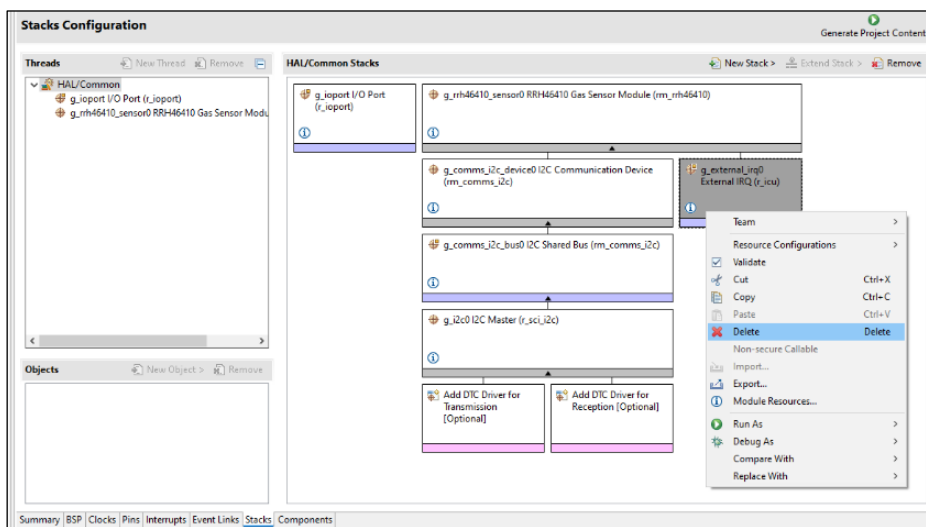 Stacks Configuration
Generate Project Content
Threads
New Thread
Remove
HAL/Common
g_ioport I/O Port (r_ioport)
g_rrh46410_sensor0 RRH46410 Gas Sensor Modu
Objects
New Object >
Remove
HAL/Common Stacks
New Stack >
Extend Stack >
Remove
g_ioport I/O Port
(r_ioport)
g_rrh46410_sensor0 RRH46410 Gas Sensor Module (rm_rrh46410)
g_comms_i2c_device0 I2C Communication Device
(rm_comms_i2c)
g_external_irq0
External IRQ (r_icu)
g_comms_i2c_bus0 I2C Shared Bus (rm_comms_i2c)
g_i2c0 I2C Master (r_sci_i2c)
Add DTC Driver for
Transmission
[Optional]
Add DTC Driver for
Reception [Optional]
Team
Resource Configurations
Validate
Cut Ctrl+X
Copy Ctrl+C
Paste Ctrl+V
Delete Delete
Non-secure Callable
Import...
Export...
Module Resources...
Run As
Debug As
Compare With
Replace With
Summary BSP Clocks Pins Interrupts Event Links Stacks Components